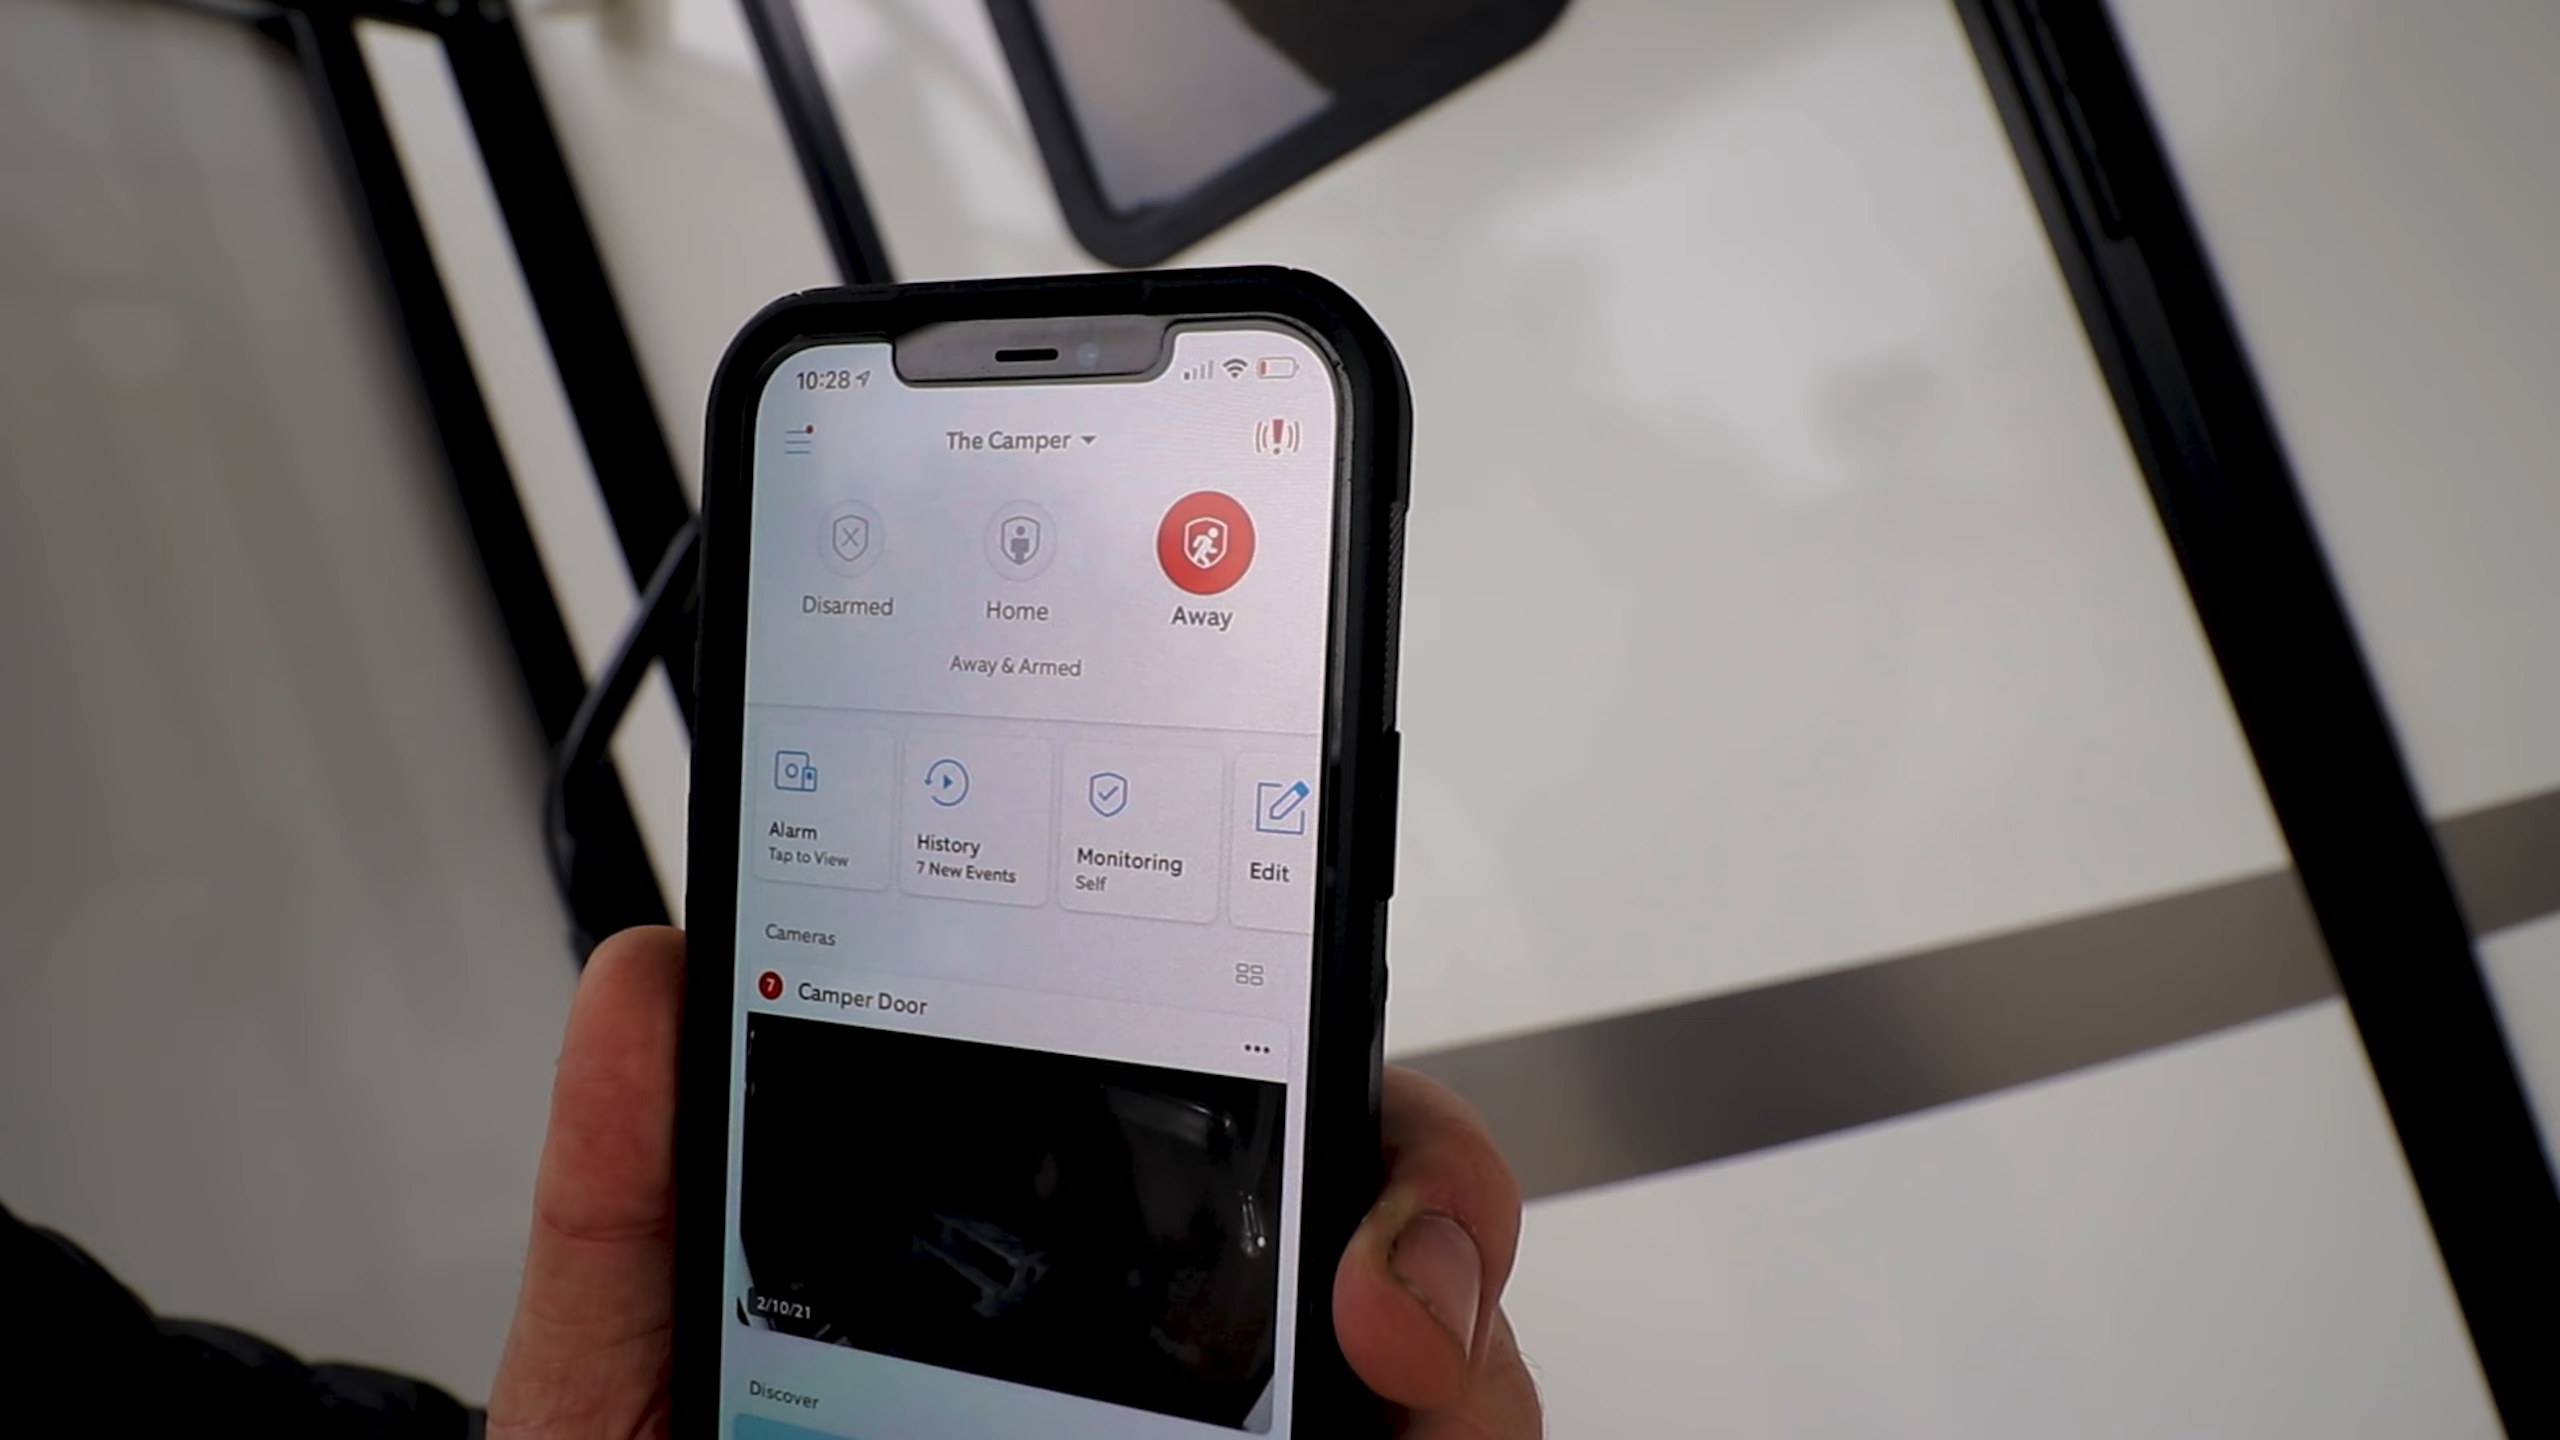 10:28
The Camper
Disarmed
Home
Away
Away & Armed
Alarm
Tap to View
History
7 New Events
Monitoring
Self
Edit
Cameras
7
Camper Door
2/10/21
Discover